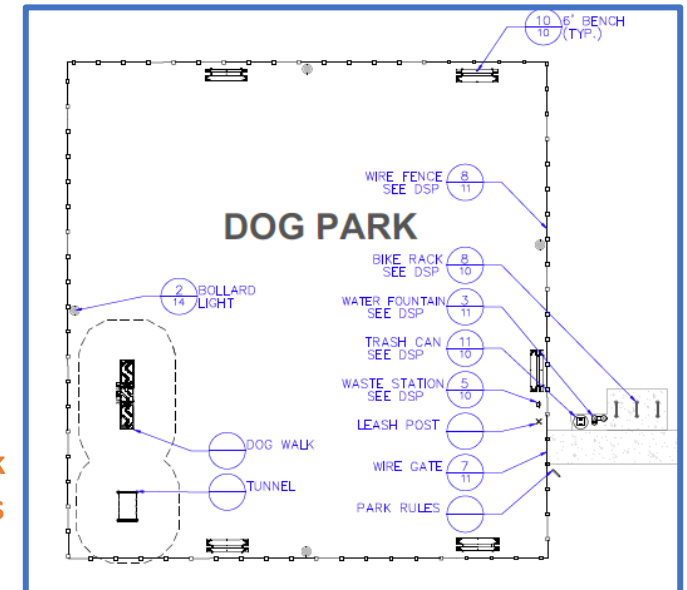 10 6' BENCH
10 (TYP.)
WIRE FENCE 8
SEE DSP 11
DOG PARK
BIKE RACK 8
SEE DSP 10
2 BOLLARD
14 LIGHT
WATER FOUNTAIN 3
SEE DSP 11
TRASH CAN 11
SEE DSP 10
WASTE STATION 5
SEE DSP 10
LEASH POST
DOG WALK
WIRE GATE 7
11
TUNNEL
PARK RULES
K
S